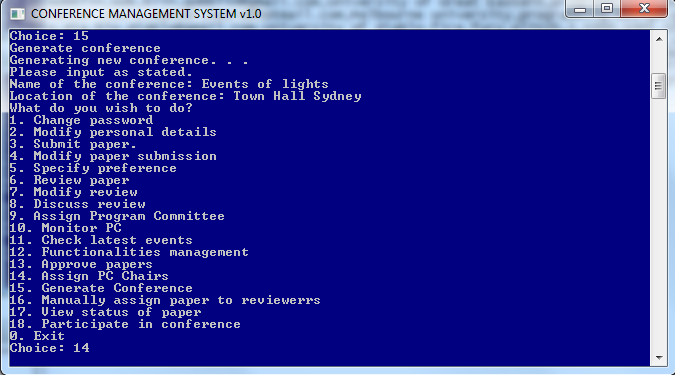 CONFERENCE MANAGEMENT SYSTEM v1.0
Choice: 15
Generate conference
Generating new conference. . .
Please input as stated.
Name of the conference: Events of lights
Location of the conference: Town Hall Sydney
What do you wish to do?
1. Change password
2. Modify personal details
3. Submit paper.
4. Modify paper submission
5. Specify preference
6. Review paper
7. Modify review
8. Discuss review
9. Assign Program Committee
10. Monitor PC
11. Check latest events
12. Functionalities management
13. Approve papers
14. Assign PC Chairs
15. Generate Conference
16. Manually assign paper to reviewerrs
17. View status of paper
18. Participate in conference
0. Exit
Choice: 14